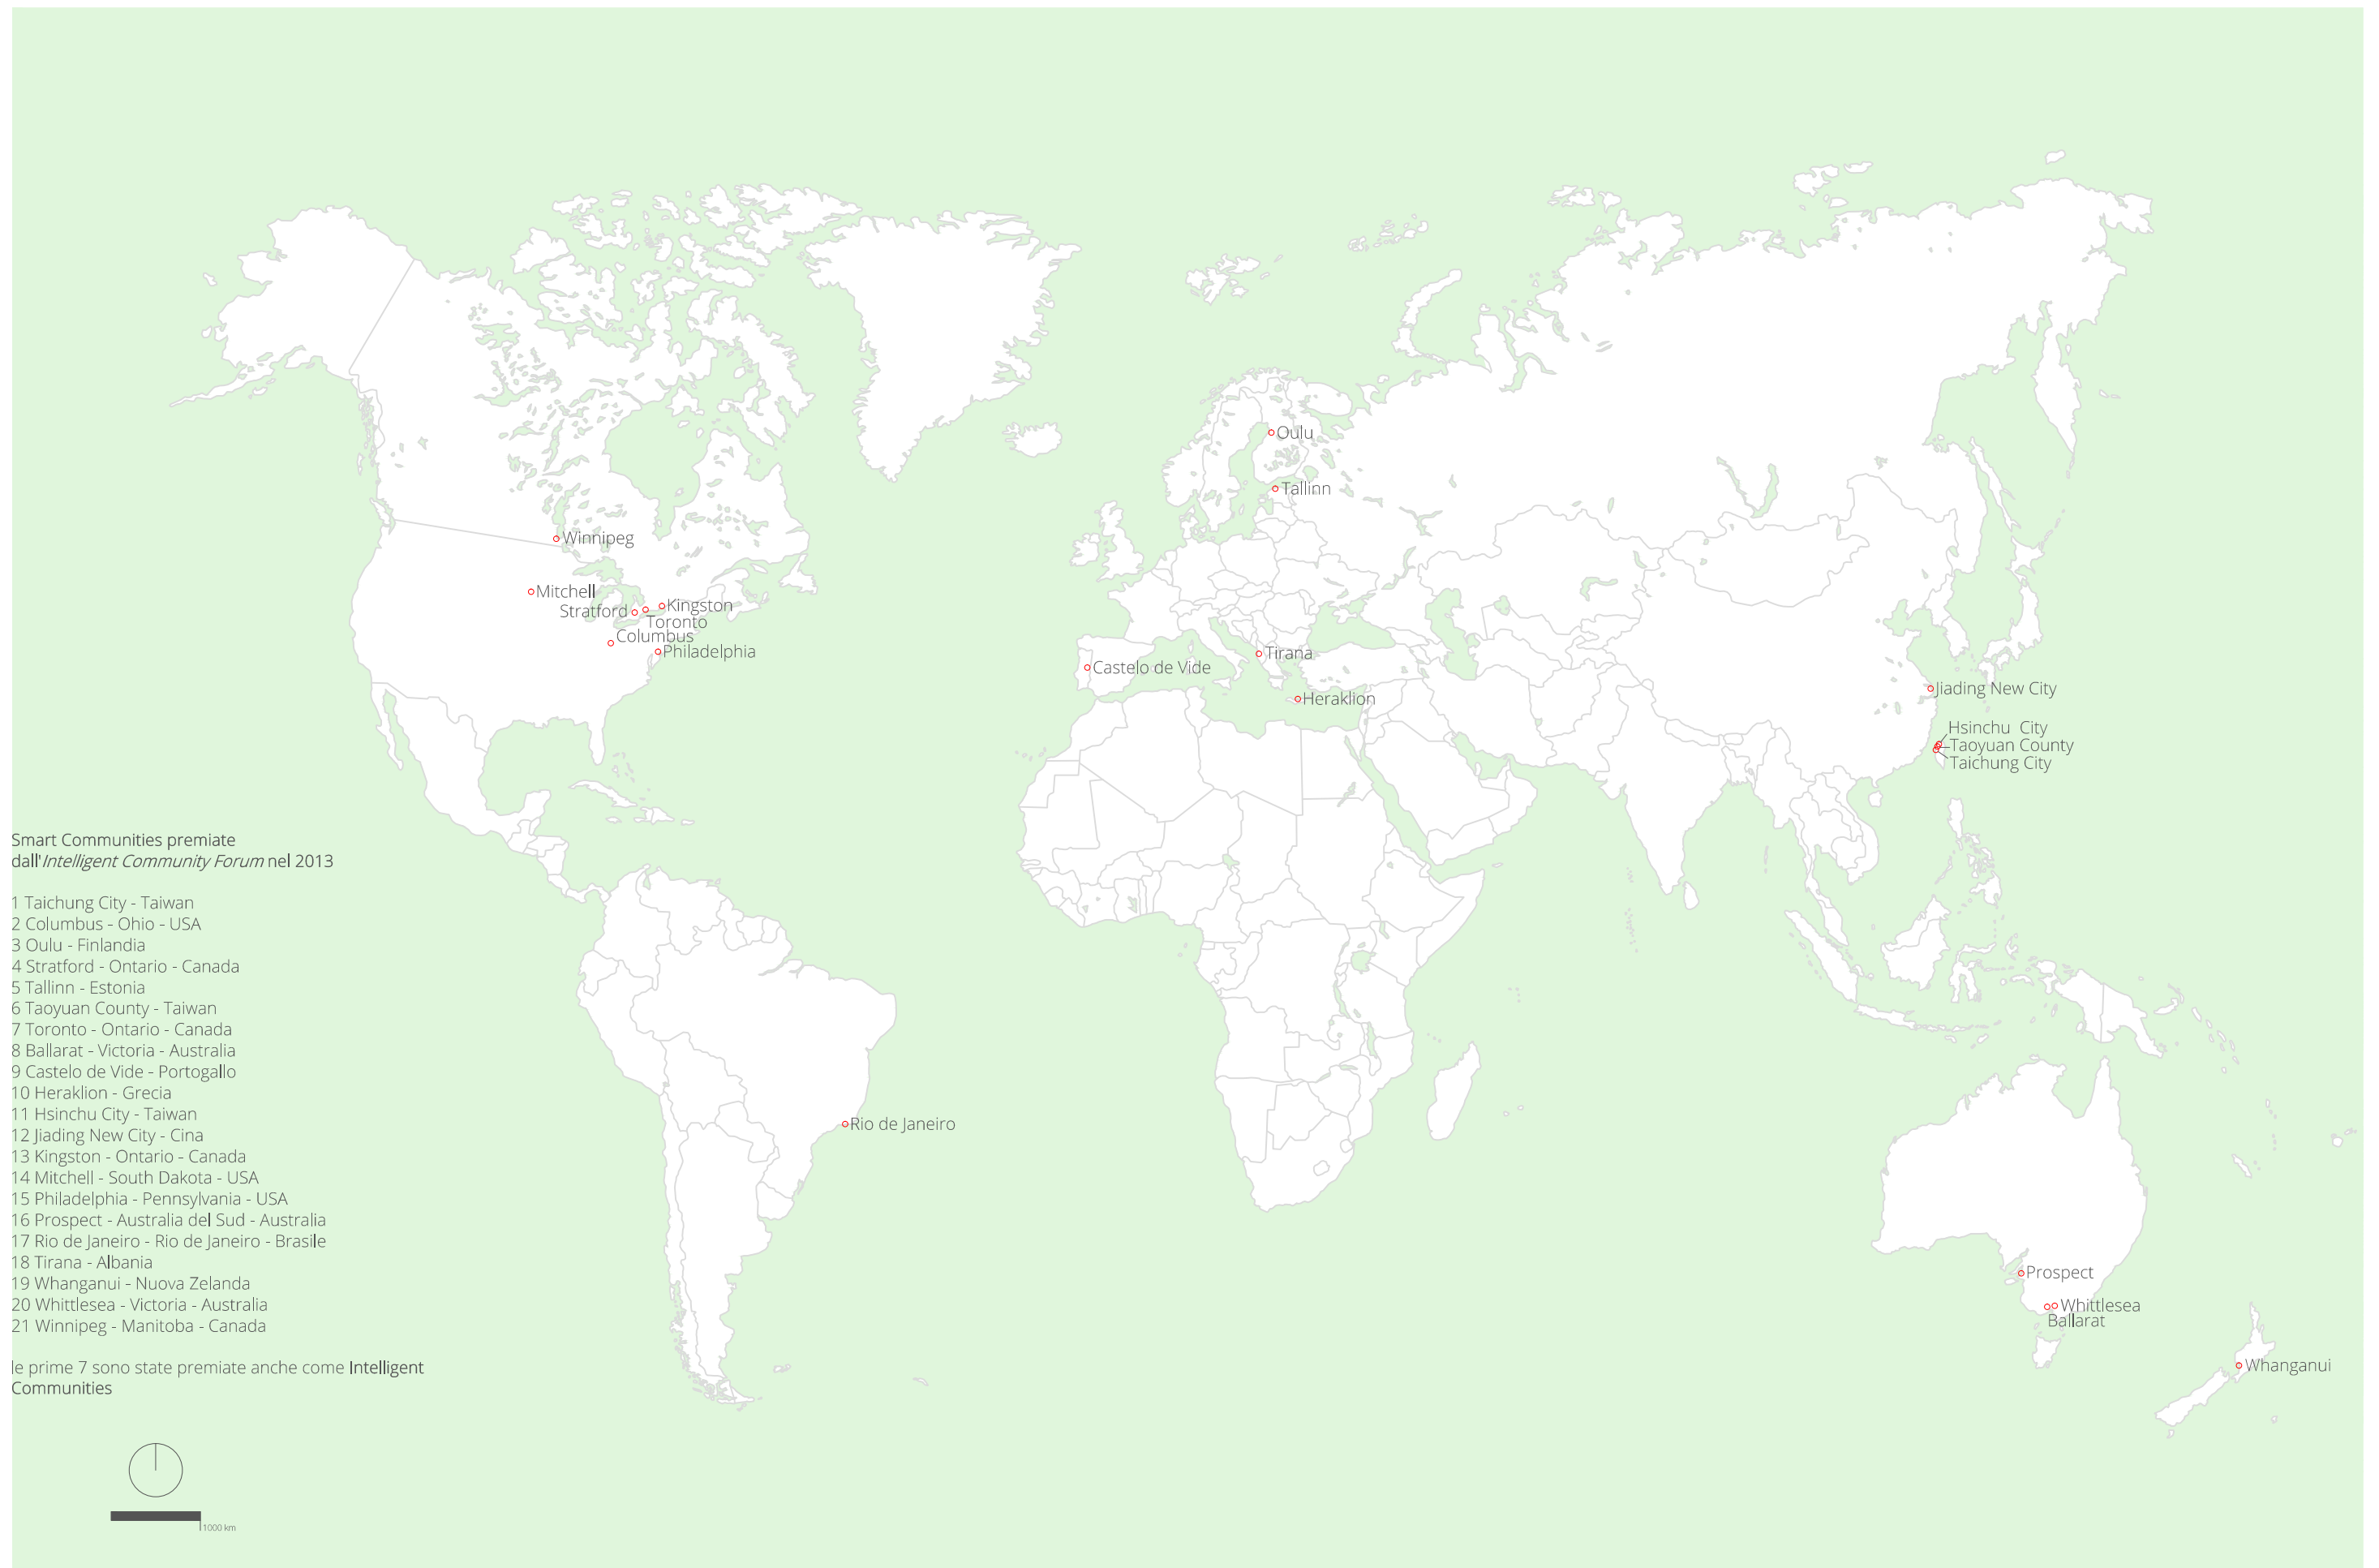 Oulu
Tallinn
Winnipeg
Mitchell
Kingston
Stratford
Toronto
Columbus
Philadelphia
Tirana
Castelo de Vide
Jiading New City
Heraklion
Hsinchu  City
Taoyuan County
Taichung City
Smart Communities premiate
dall'Intelligent Community Forum nel 2013
1 Taichung City - Taiwan
2 Columbus - Ohio - USA
3 Oulu - Finlandia
4 Stratford - Ontario - Canada
5 Tallinn - Estonia
6 Taoyuan County - Taiwan
7 Toronto - Ontario - Canada
8 Ballarat - Victoria - Australia
9 Castelo de Vide - Portogallo
10 Heraklion - Grecia
11 Hsinchu City - Taiwan
12 Jiading New City - Cina
13 Kingston - Ontario - Canada
14 Mitchell - South Dakota - USA
15 Philadelphia - Pennsylvania - USA
16 Prospect - Australia del Sud - Australia
17 Rio de Janeiro - Rio de Janeiro - Brasile
18 Tirana - Albania
19 Whanganui - Nuova Zelanda
20 Whittlesea - Victoria - Australia
21 Winnipeg - Manitoba - Canada
le prime 7 sono state premiate anche come Intelligent
Communities
Rio de Janeiro
Prospect
Whittlesea
Ballarat
Whanganui
1000 km